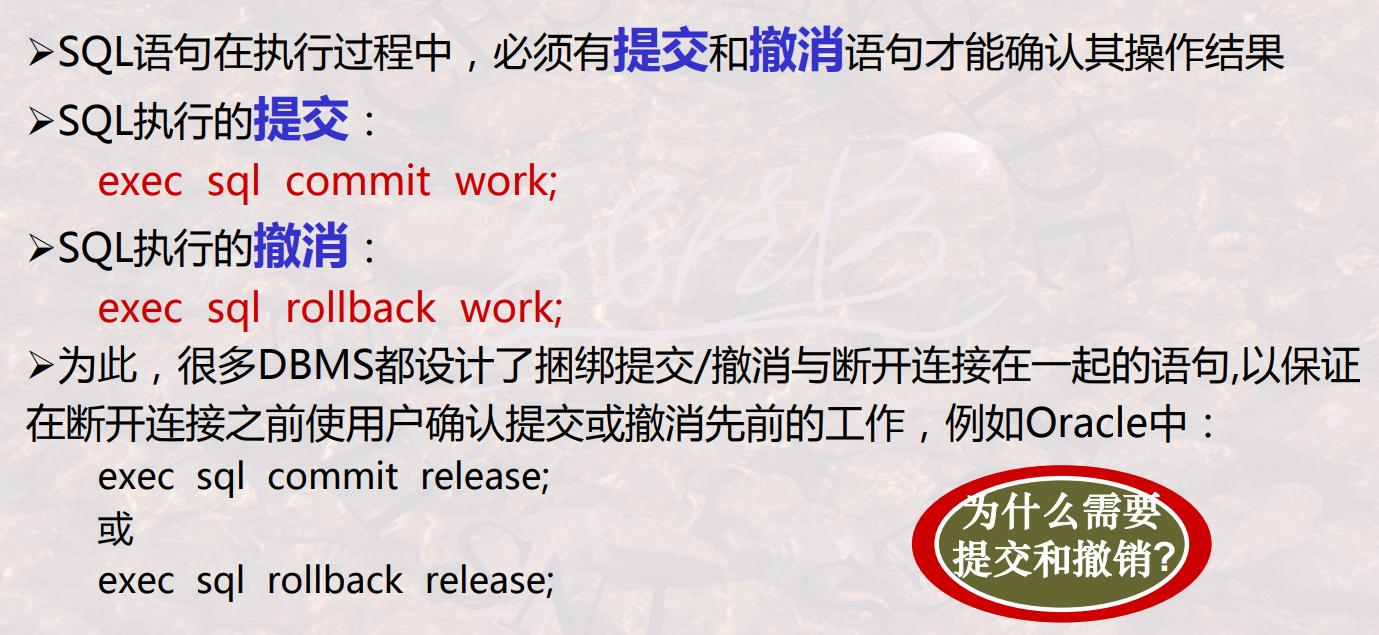 ➢SQL语句在执行过程中，必须有提交和撤消语句才能确认其操作结果
➢SQL执行的提交：
exec sql commit work;
➢SQL执行的撤消：
exec sql rollback work;
➢为此，很多DBMS都设计了捆绑提交/撤消与断开连接在一起的语句,以保证
在断开连接之前使用户确认提交或撤消先前的工作，例如Oracle中：
exec sql commit release;
或
exec sql rollback release;
为什么需要
提交和撤销?